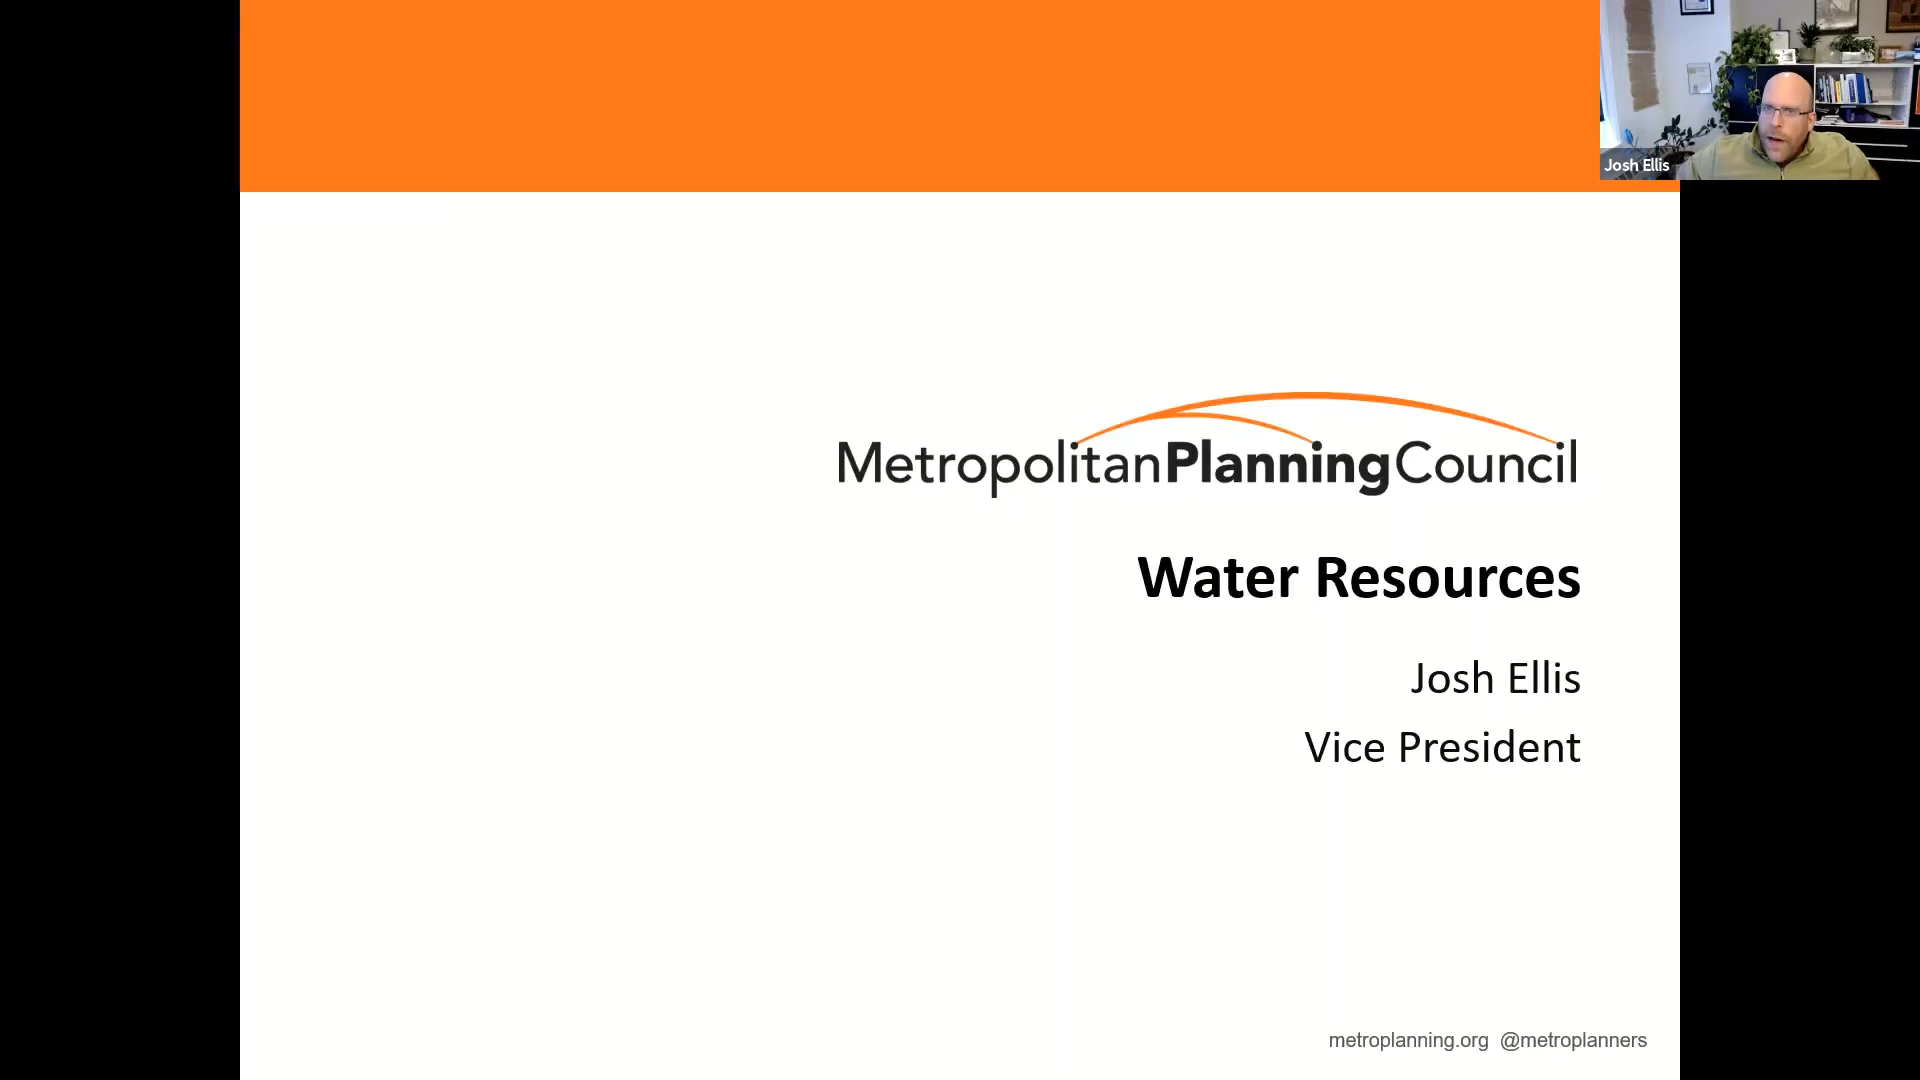 Josh Ellis
MetropolitanPlanningCouncil
Water Resources
Josh Ellis
Vice President
metroplanning.org @metroplanners